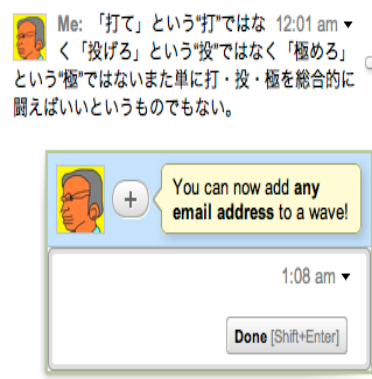 Me: 「打て」という"打"ではな 12:01 am
く「投げろ」という"投"ではなく「極めろ」
という"極"ではないまた単に打・投・極を総合的に
闘えばいいというものでもない。
+
You can now add any
email address to a wave!
1:08 am
Done [Shift+Enter]